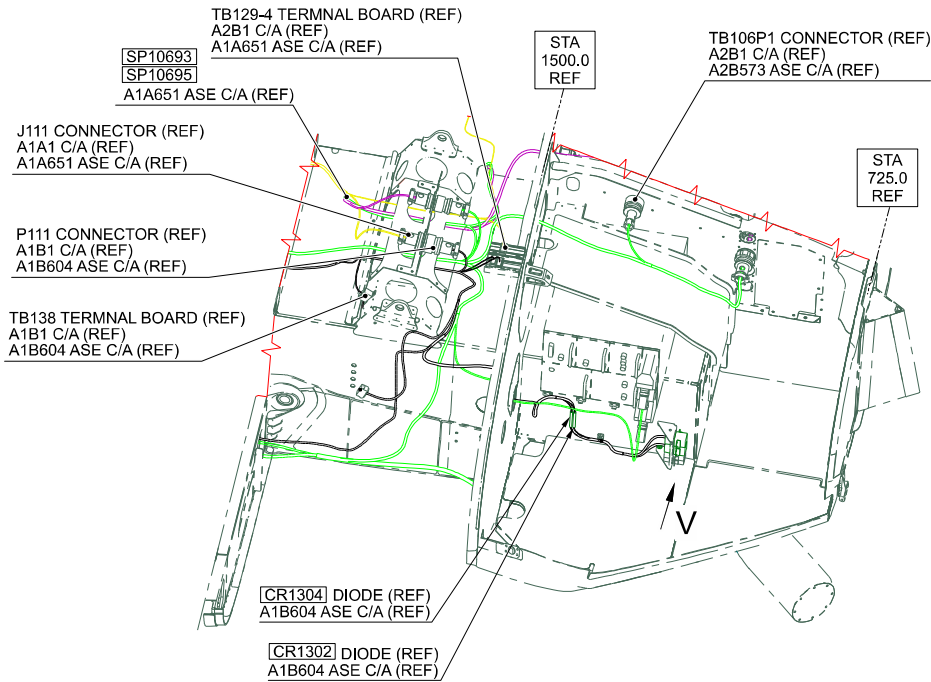 TB129-4 TERMNAL BOARD (REF)
A2B1 C/A (REF)
A1A651 ASE C/A (REF)
SP10693
SP10695
A1A651 ASE C/A (REF)
J111 CONNECTOR (REF)
A1A1 C/A (REF)
A1A651 ASE C/A (REF)
P111 CONNECTOR (REF)
A1B1 C/A (REF)
A1B604 ASE C/A (REF)
TB138 TERMNAL BOARD (REF)
A1B1 C/A (REF)
A1B604 ASE C/A (REF)
STA
1500.0
REF
TB106P1 CONNECTOR (REF)
A2B1 C/A (REF)
A2B573 ASE C/A (REF)
STA
725.0
REF
V
CR1304 DIODE (REF)
A1B604 ASE C/A (REF)
CR1302 DIODE (REF)
A1B604 ASE C/A (REF)